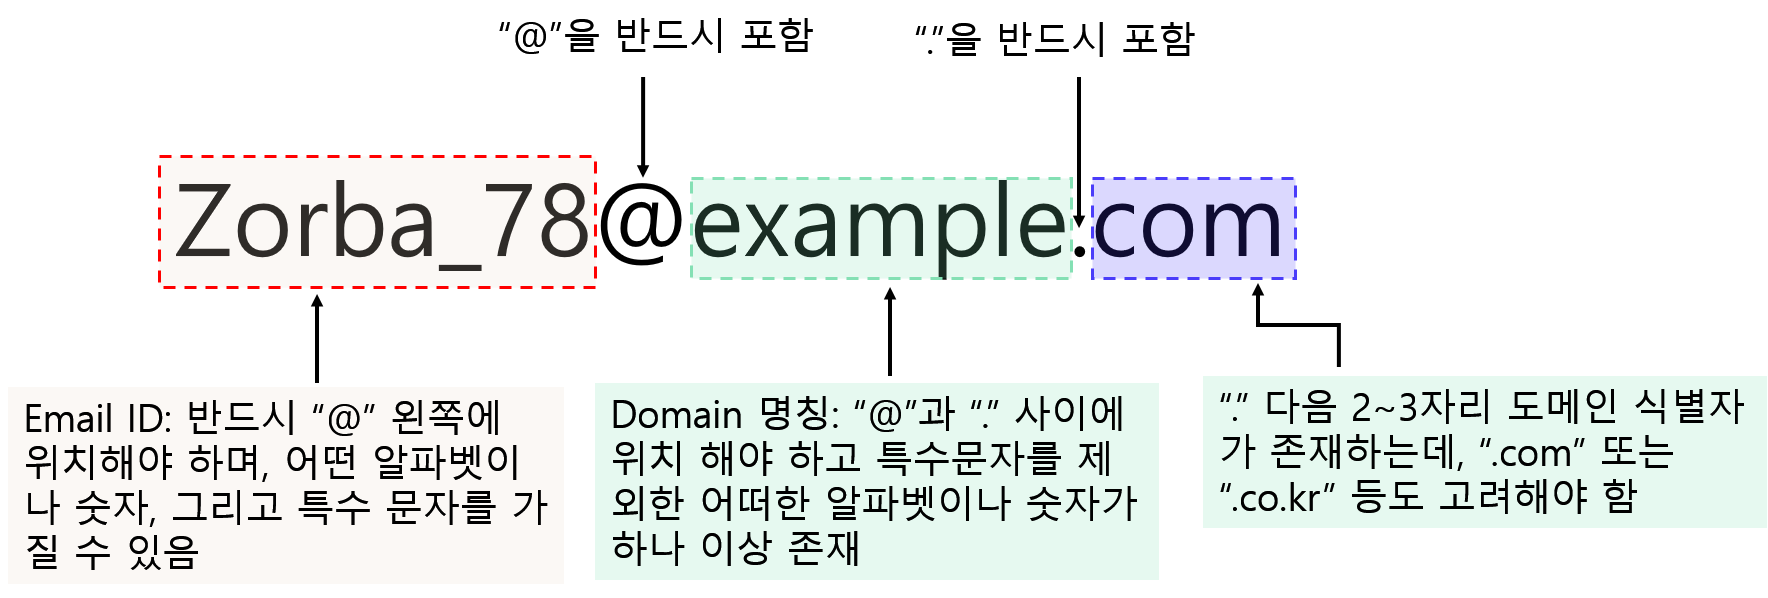 “@”을 반드시 포함
“.”을 반드시 포함
Zorba_78@example.com
Email ID: 반드시 “@” 왼쪽에
위치해야 하며, 어떤 알파벳이
나 숫자, 그리고 특수 문자를 가
질 수 있음
Domain 명칭: “@”과 “.” 사이에
위치 해야 하고 특수문자를 제
외한 어떠한 알파벳이나 숫자가
하나 이상 존재
“.” 다음 2~3자리 도메인 식별자
가 존재하는데, “.com” 또는
“.co.kr” 등도 고려해야 함